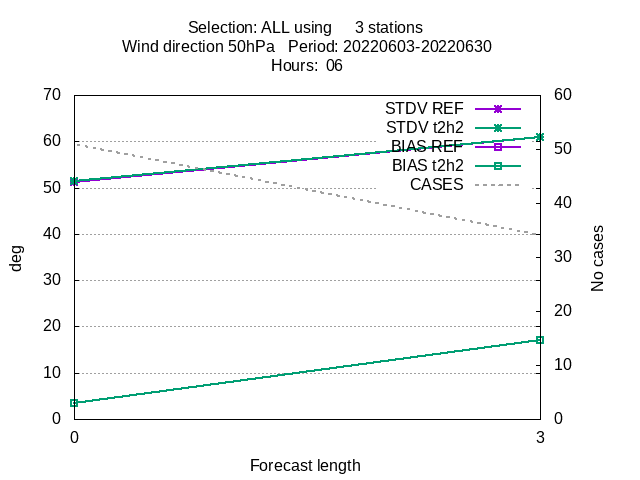 Selection: ALL using     3 stations
Wind direction 50hPa   Period: 20220603-20220630
Hours:  06
70
60
50
40
30
20
10
0
deg
STDV REF
STDV t2h2
BIAS REF
BIAS t2h2
CASES
60
50
40
30
20
10
0
No cases
0
3
Forecast length